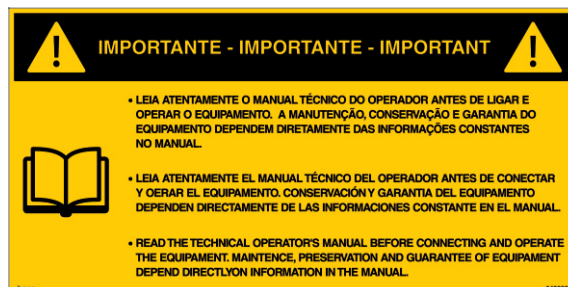 IMPORTANTE - IMPORTANTE - IMPORTANT
• LEIA ATENTAMENTE O MANUAL TÉCNICO DO OPERADOR ANTES DE LIGAR E
OPERAR O EQUIPAMENTO. A MANUTENÇÃO, CONSERVAÇÃO E GARANTIA DO
EQUIPAMENTO DEPENDEM DIRETAMENTE DAS INFORMAÇÕES CONSTANTES
NO MANUAL.
• LEIA ATENTAMENTE EL MANUAL TÉCNICO DEL OPERADOR ANTES DE CONECTAR
Y OERAR EL EQUIPAMENTO. CONSERVACIÓN Y GARANTIA DEL EQUIPAMENTO
DEPENDEN DIRECTAMENTE DE LAS INFORMACIONES CONSTANTE EN EL MANUAL.
• READ THE TECHNICAL OPERATOR'S MANUAL BEFORE CONNECTING AND OPERATE
THE EQUIPAMENT. MAINTENCE, PRESERVATION AND GUARANTEE OF EQUIPAMENT
DEPEND DIRECTLYON INFORMATION IN THE MANUAL.